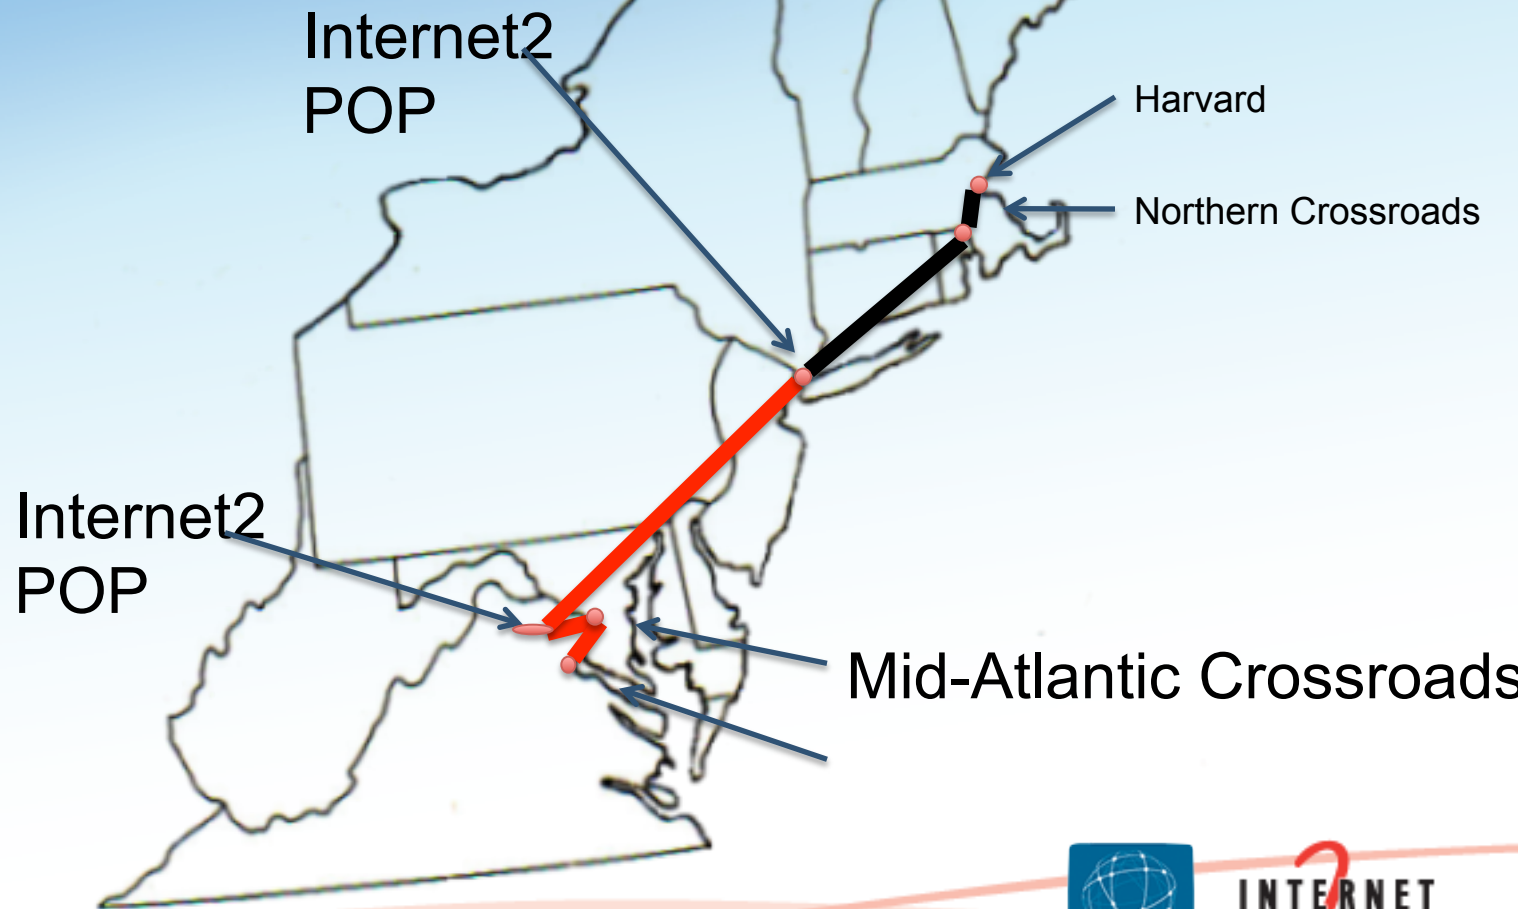 Internet2
POP
Harvard
Northern Crossroads
Internet2
POP
Mid-Atlantic Crossroads
INTERNET